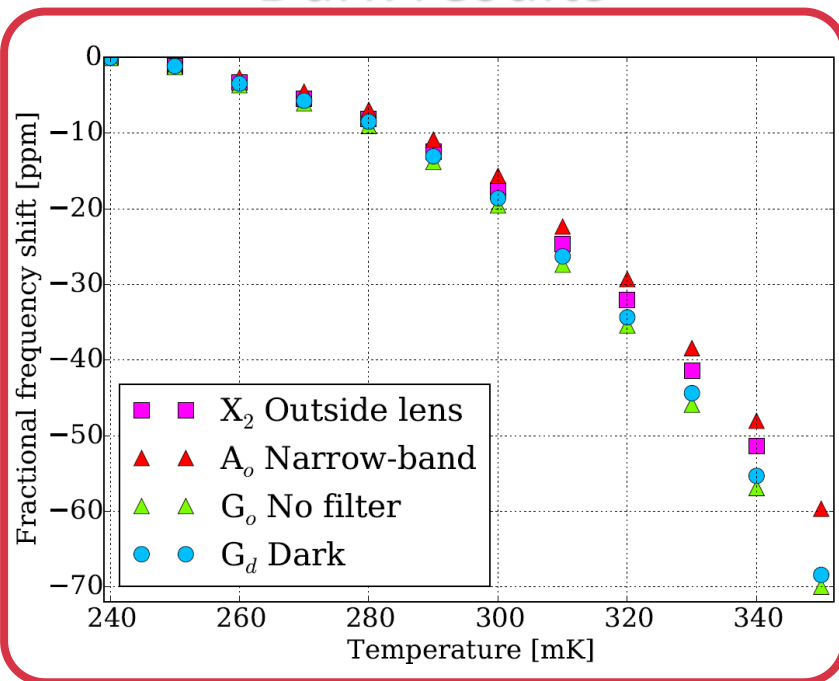 0
−10
−20
−30
−40
−50
−60
−70
Fractional frequency shift [ppm]
X₂ Outside lens
Aₒ Narrow-band
Gₒ No filter
G_d Dark
240 260 280 300 320 340
Temperature [mK]